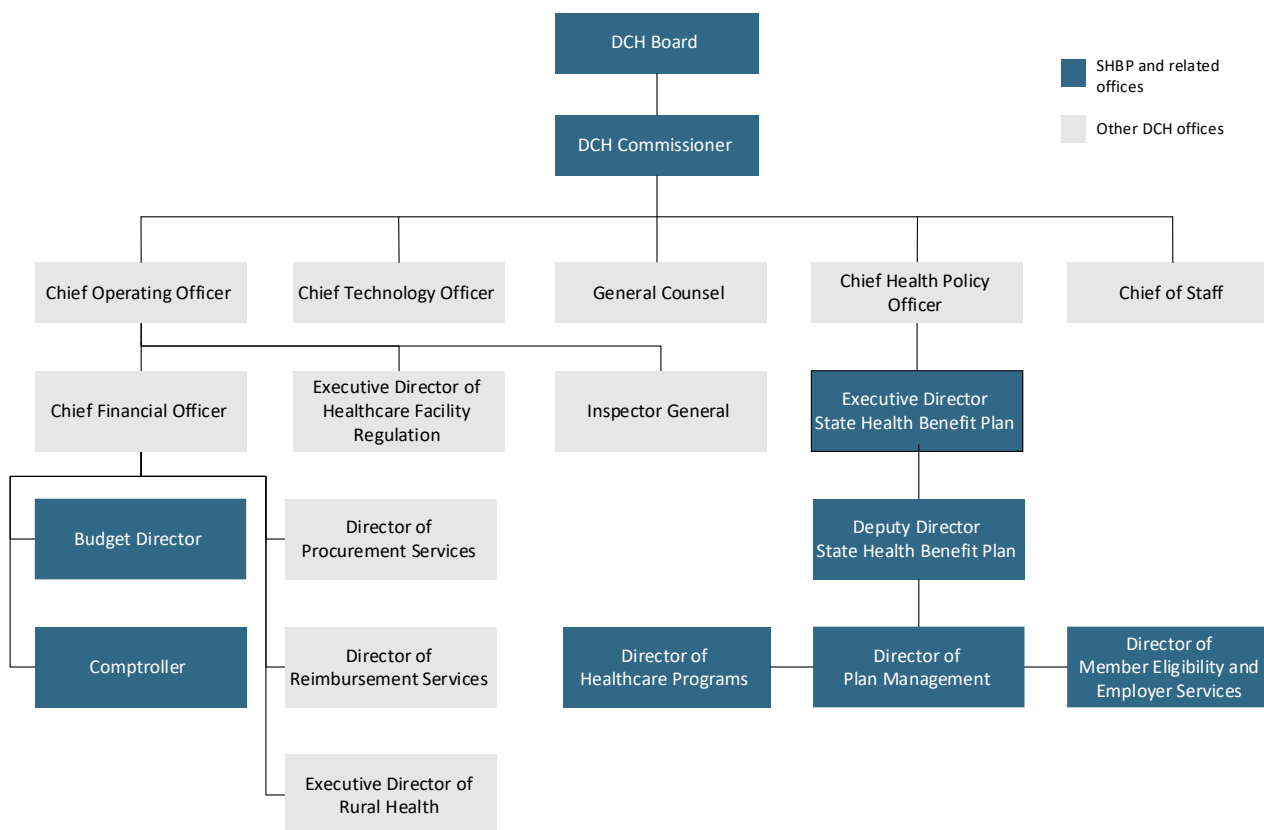 DCH Board
SHBP and related
offices
DCH Commissioner
Other DCH offices
Chief Operating Officer
Chief Technology Officer
General Counsel
Chief Health Policy
Officer
Chief of Staff
Chief Financial Officer
Executive Director of
Healthcare Facility
Regulation
Inspector General
Executive Director
State Health Benefit Plan
Budget Director
Director of
Procurement Services
Deputy Director
State Health Benefit Plan
Comptroller
Director of
Reimbursement Services
Director of
Healthcare Programs
Director of
Plan Management
Director of
Member Eligibility and
Employer Services
Executive Director of
Rural Health